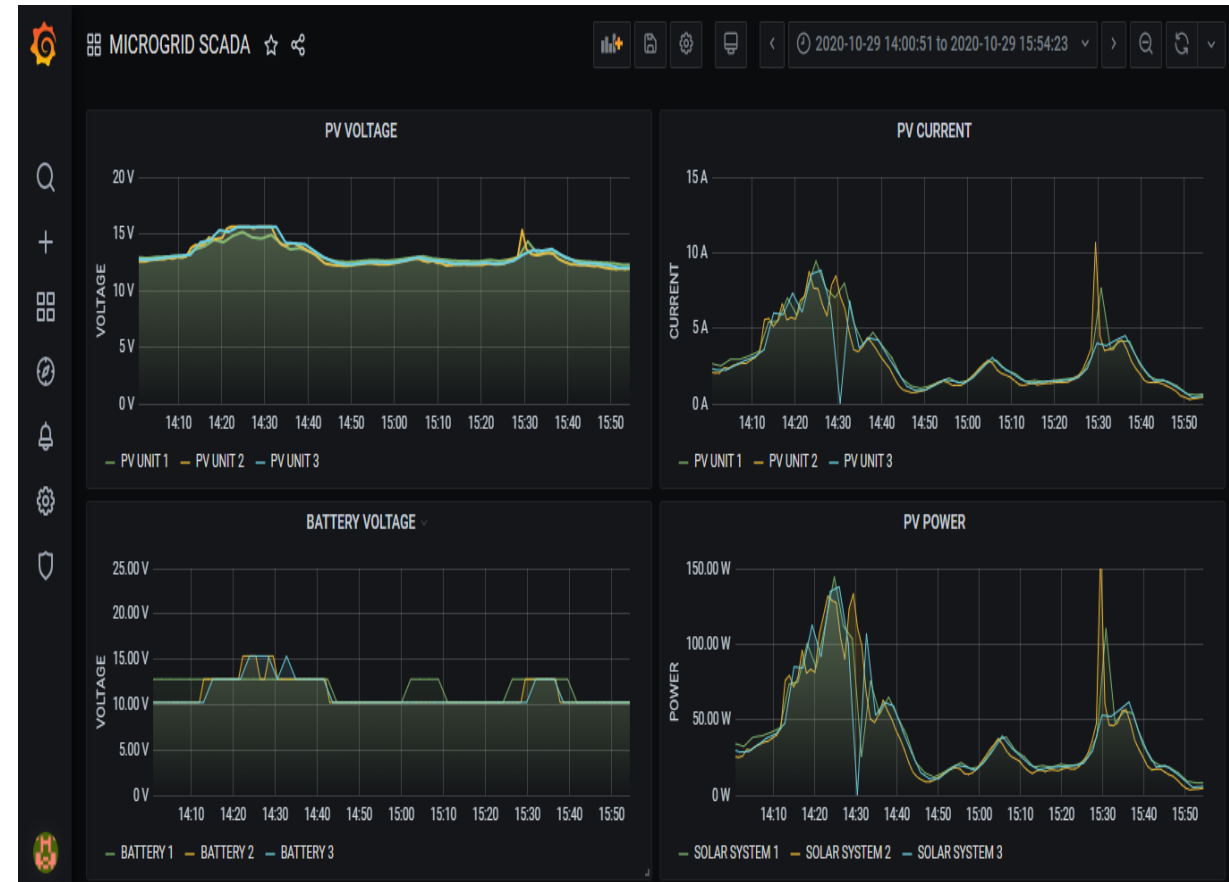 MICROGRID SCADA
2020-10-29 14:00:51 to 2020-10-29 15:54:23
PV VOLTAGE
20 V
15 V
10 V
5 V
0 V
VOLTAGE
14:10 14:20 14:30 14:40 14:50 15:00 15:10 15:20 15:30 15:40 15:50
PV UNIT 1 PV UNIT 2 PV UNIT 3
PV CURRENT
15 A
10 A
5 A
0 A
CURRENT
14:10 14:20 14:30 14:40 14:50 15:00 15:10 15:20 15:30 15:40 15:50
PV UNIT 1 PV UNIT 2 PV UNIT 3
BATTERY VOLTAGE
25.00 V
20.00 V
15.00 V
10.00 V
5.00 V
0 V
VOLTAGE
14:10 14:20 14:30 14:40 14:50 15:00 15:10 15:20 15:30 15:40 15:50
BATTERY 1 BATTERY 2 BATTERY 3
PV POWER
150.00 W
100.00 W
50.00 W
0 W
POWER
14:10 14:20 14:30 14:40 14:50 15:00 15:10 15:20 15:30 15:40 15:50
SOLAR SYSTEM 1 SOLAR SYSTEM 2 SOLAR SYSTEM 3